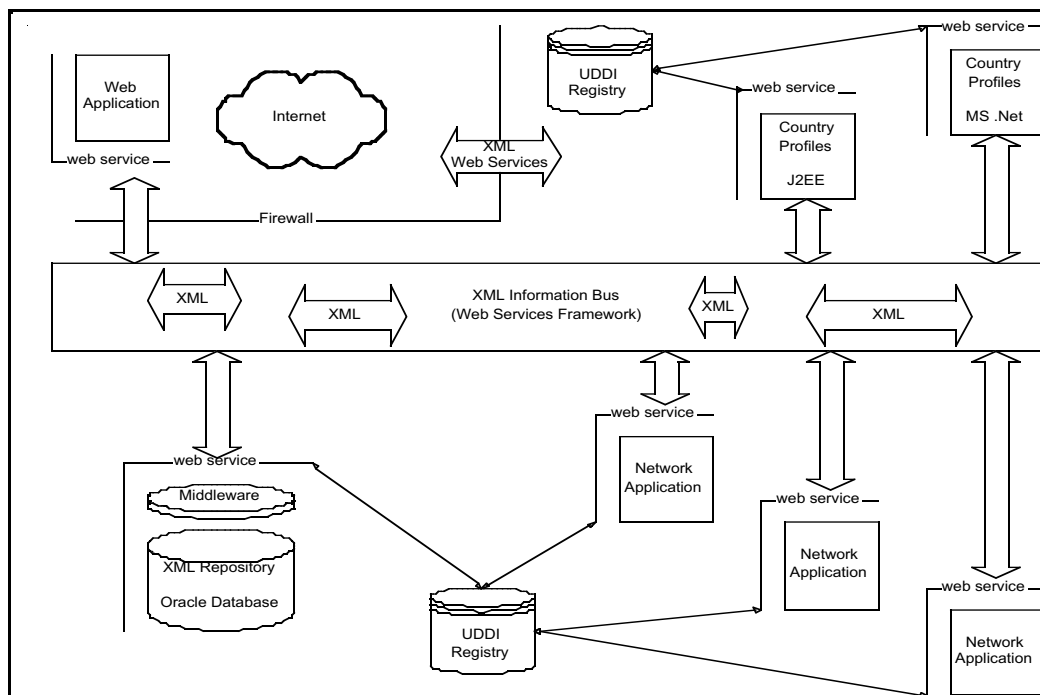 Web
Application
web service
Internet
Firewall
XML
Web Services
UDDI
Registry
web service
Country
Profiles
J2EE
web service
Country
Profiles
MS .Net
XML
XML
XML Information Bus
(Web Services Framework)
XML
XML
web service
Middleware
XML Repository
Oracle Database
UDDI
Registry
web service
Network
Application
web service
Network
Application
web service
Network
Application